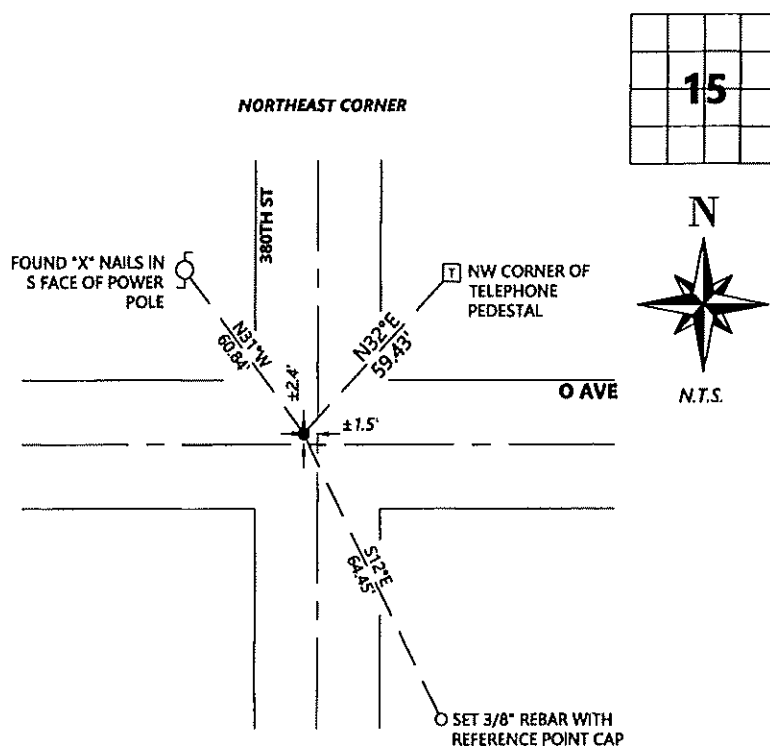 15
NORTHEAST CORNER
N
380TH ST
FOUND "X" NAILS IN
S FACE OF POWER
POLE
T
NW CORNER OF
TELEPHONE
PEDESTAL
N31°W
60.84'
N32°E
59.43'
±2.4'
O AVE
N.T.S.
±1.5'
S12°E
64.45'
SET 3/8" REBAR WITH
REFERENCE POINT CAP